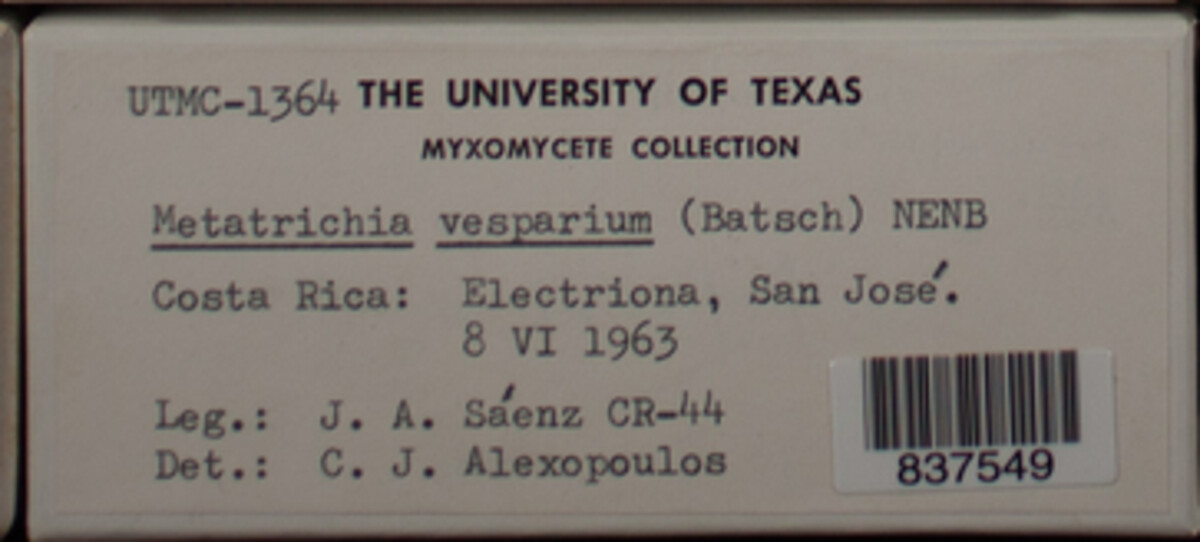 UTMC-1364 THE UNIVERSITY OF TEXAS
MYXOMYCETE COLLECTION
Metatrichia vesparium (Batsch) NENB
Costa Rica: Electriona, San José.
8 VI 1963
Leg.: J. A. Sáenz CR-44
Det.: C. J. Alexopoulos
837549